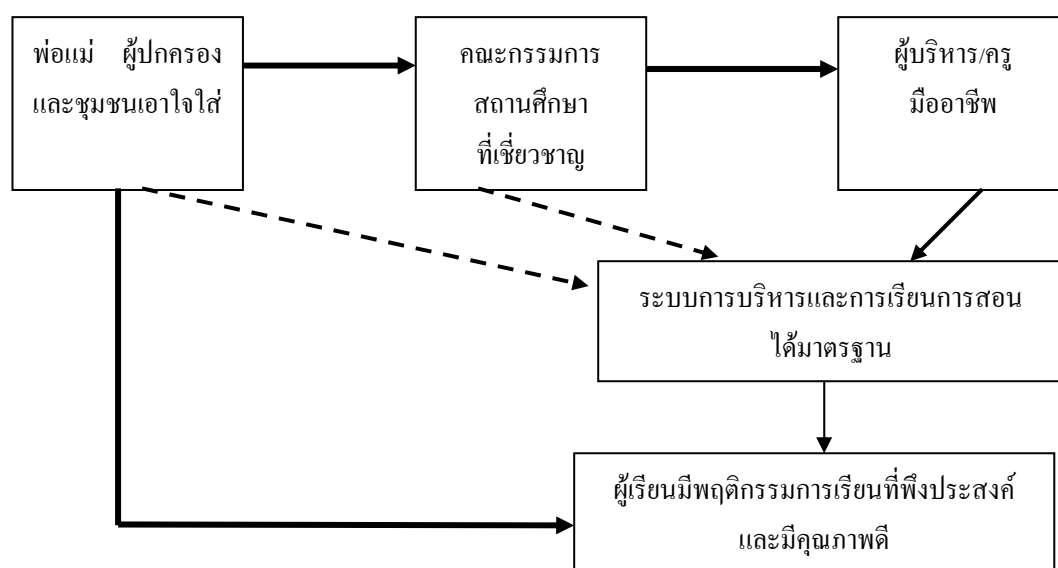 พ่อแม่ ผู้ปกครอง
และชุมชนเอาใจใส่
คณะกรรมการ
สถานศึกษา
ที่เชี่ยวชาญ
ผู้บริหาร/ครู
มืออาชีพ
ระบบการบริหารและการเรียนการสอน
ได้มาตรฐาน
ผู้เรียนมีพฤติกรรมการเรียนที่พึงประสงค์
และมีคุณภาพดี